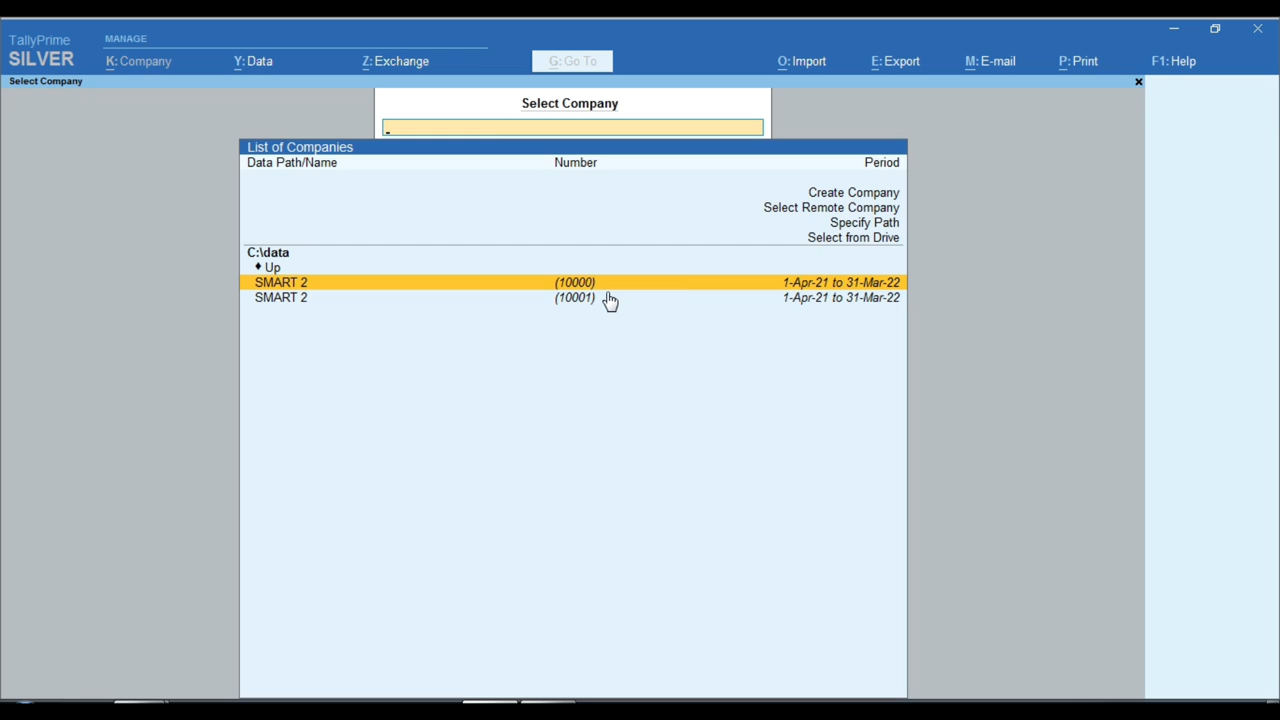 TallyPrime
SILVER
MANAGE
K: Company
Y: Data
Z: Exchange
G: Go To
O: Import
E: Export
M: E-mail
P: Print
F1: Help
Select Company
Select Company
List of Companies
Data Path/Name Number Period
Create Company
Select Remote Company
Specify Path
Select from Drive
C:\data
♦ Up
SMART 2 (10000) 1-Apr-21 to 31-Mar-22
SMART 2 (10001) 1-Apr-21 to 31-Mar-22